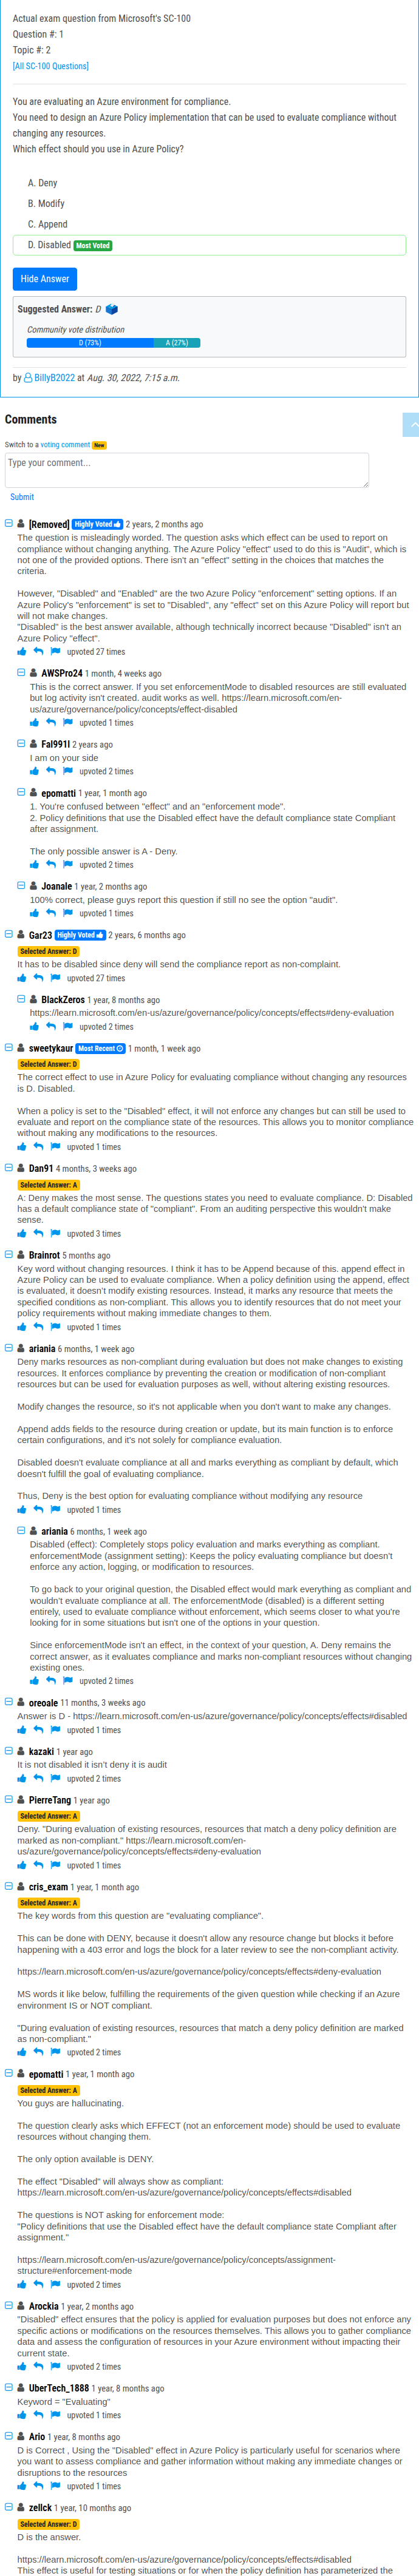 Actual exam question from Microsoft's SC-100
Question #: 1
Topic #: 2
[All SC-100 Questions]
You are evaluating an Azure environment for compliance.
You need to design an Azure Policy implementation that can be used to evaluate compliance without
changing any resources.
Which effect should you use in Azure Policy?
A. Deny
B. Modify
C. Append
D. Disabled Most Voted
Hide Answer
Suggested Answer: D
Community vote distribution
D (73%) A (27%)
by BillyB2022 at Aug. 30, 2022, 7:15 a.m.
Comments
Switch to a voting comment New
Type your comment...
Submit
[Removed] Highly Voted 2 years, 2 months ago
The question is misleadingly worded. The question asks which effect can be used to report on
compliance without changing anything. The Azure Policy "effect" used to do this is "Audit", which is
not one of the provided options. There isn't an "effect" setting in the choices that matches the
criteria.
However, "Disabled" and "Enabled" are the two Azure Policy "enforcement" setting options. If an
Azure Policy's "enforcement" is set to "Disabled", any "effect" set on this Azure Policy will report but
will not make changes.
"Disabled" is the best answer available, although technically incorrect because "Disabled" isn't an
Azure Policy "effect".
upvoted 27 times
AWSPro24 1 month, 4 weeks ago
This is the correct answer. If you set enforcementMode to disabled resources are still evaluated
but log activity isn't created. audit works as well. https://learn.microsoft.com/en-
us/azure/governance/policy/concepts/effect-disabled
upvoted 1 times
Fal991l 2 years ago
I am on your side
upvoted 2 times
epomatti 1 year, 1 month ago
1. You're confused between "effect" and an "enforcement mode".
2. Policy definitions that use the Disabled effect have the default compliance state Compliant
after assignment.
The only possible answer is A - Deny.
upvoted 2 times
Joanale 1 year, 2 months ago
100% correct, please guys report this question if still no see the option "audit".
upvoted 1 times
Gar23 Highly Voted 2 years, 6 months ago
Selected Answer: D
It has to be disabled since deny will send the compliance report as non-complaint.
upvoted 27 times
BlackZeros 1 year, 8 months ago
https://learn.microsoft.com/en-us/azure/governance/policy/concepts/effects#deny-evaluation
upvoted 2 times
sweetykaur Most Recent 1 month, 1 week ago
Selected Answer: D
The correct effect to use in Azure Policy for evaluating compliance without changing any resources
is D. Disabled.
When a policy is set to the "Disabled" effect, it will not enforce any changes but can still be used to
evaluate and report on the compliance state of the resources. This allows you to monitor compliance
without making any modifications to the resources.
upvoted 1 times
Dan91 4 months, 3 weeks ago
Selected Answer: A
A: Deny makes the most sense. The questions states you need to evaluate compliance. D: Disabled
has a default compliance state of "compliant". From an auditing perspective this wouldn't make
sense.
upvoted 3 times
Brainrot 5 months ago
Key word without changing resources. I think it has to be Append because of this. append effect in
Azure Policy can be used to evaluate compliance. When a policy definition using the append, effect
is evaluated, it doesn't modify existing resources. Instead, it marks any resource that meets the
specified conditions as non-compliant. This allows you to identify resources that do not meet your
policy requirements without making immediate changes to them.
upvoted 1 times
ariania 6 months, 1 week ago
Deny marks resources as non-compliant during evaluation but does not make changes to existing
resources. It enforces compliance by preventing the creation or modification of non-compliant
resources but can be used for evaluation purposes as well, without altering existing resources.
Modify changes the resource, so it's not applicable when you don't want to make any changes.
Append adds fields to the resource during creation or update, but its main function is to enforce
certain configurations, and it's not solely for compliance evaluation.
Disabled doesn't evaluate compliance at all and marks everything as compliant by default, which
doesn't fulfill the goal of evaluating compliance.
Thus, Deny is the best option for evaluating compliance without modifying any resource
upvoted 1 times
ariania 6 months, 1 week ago
Disabled (effect): Completely stops policy evaluation and marks everything as compliant.
enforcementMode (assignment setting): Keeps the policy evaluating compliance but doesn't
enforce any action, logging, or modification to resources.
To go back to your original question, the Disabled effect would mark everything as compliant and
wouldn't evaluate compliance at all. The enforcementMode (disabled) is a different setting
entirely, used to evaluate compliance without enforcement, which seems closer to what you're
looking for in some situations but isn't one of the options in your question.
Since enforcementMode isn't an effect, in the context of your question, A. Deny remains the
correct answer, as it evaluates compliance and marks non-compliant resources without changing
existing ones.
upvoted 2 times
oreoale 11 months, 3 weeks ago
Answer is D - https://learn.microsoft.com/en-us/azure/governance/policy/concepts/effects#disabled
upvoted 1 times
kazaki 1 year ago
It is not disabled it isn't deny it is audit
upvoted 2 times
PierreTang 1 year ago
Selected Answer: A
Deny. "During evaluation of existing resources, resources that match a deny policy definition are
marked as non-compliant." https://learn.microsoft.com/en-
us/azure/governance/policy/concepts/effects#deny-evaluation
upvoted 1 times
cris_exam 1 year, 1 month ago
Selected Answer: A
The key words from this question are "evaluating compliance".
This can be done with DENY, because it doesn't allow any resource change but blocks it before
happening with a 403 error and logs the block for a later review to see the non-compliant activity.
https://learn.microsoft.com/en-us/azure/governance/policy/concepts/effects#deny-evaluation
MS words it like below, fulfilling the requirements of the given question while checking if an Azure
environment IS or NOT compliant.
"During evaluation of existing resources, resources that match a deny policy definition are marked
as non-compliant."
upvoted 2 times
epomatti 1 year, 1 month ago
Selected Answer: A
You guys are hallucinating.
The question clearly asks which EFFECT (not an enforcement mode) should be used to evaluate
resources without changing them.
The only option available is DENY.
The effect "Disabled" will always show as compliant:
https://learn.microsoft.com/en-us/azure/governance/policy/concepts/effects#disabled
The questions is NOT asking for enforcement mode:
"Policy definitions that use the Disabled effect have the default compliance state Compliant after
assignment."
https://learn.microsoft.com/en-us/azure/governance/policy/concepts/assignment-
structure#enforcement-mode
upvoted 2 times
Arockia 1 year, 2 months ago
"Disabled" effect ensures that the policy is applied for evaluation purposes but does not enforce any
specific actions or modifications on the resources themselves. This allows you to gather compliance
data and assess the configuration of resources in your Azure environment without impacting their
current state.
upvoted 2 times
UberTech_1888 1 year, 8 months ago
Keyword = "Evaluating"
upvoted 1 times
Ario 1 year, 8 months ago
D is Correct , Using the "Disabled" effect in Azure Policy is particularly useful for scenarios where
you want to assess compliance and gather information without making any immediate changes or
disruptions to the resources
upvoted 1 times
zellck 1 year, 10 months ago
Selected Answer: D
D is the answer.
https://learn.microsoft.com/en-us/azure/governance/policy/concepts/effects#disabled
This effect is useful for testing situations or for when the policy definition has parameterized the